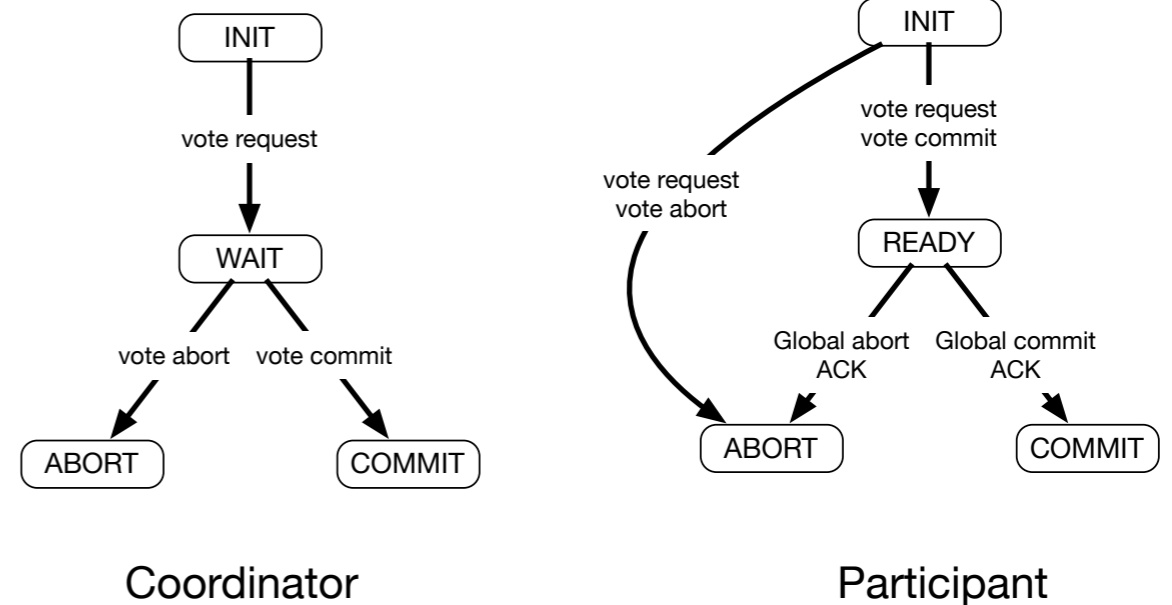 INIT
vote request
WAIT
vote abort
vote commit
ABORT
COMMIT
Coordinator
INIT
vote request
vote commit
vote request
vote abort
READY
Global abort
ACK
Global commit
ACK
ABORT
COMMIT
Participant